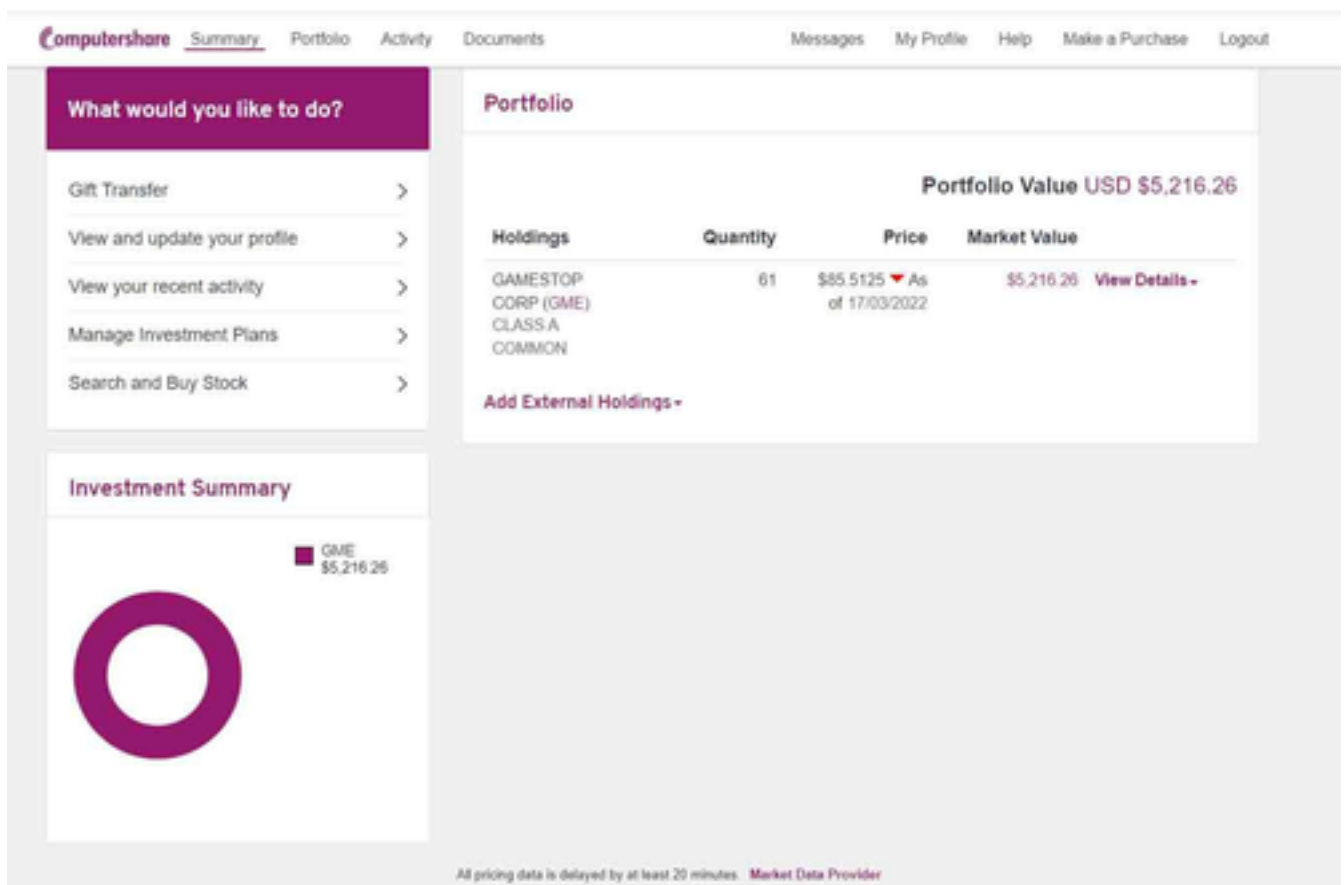 Computershare Summary Portfolio Activity Documents Messages My Profile Help Make a Purchase Logout
What would you like to do?
Gift Transfer
View and update your profile
View your recent activity
Manage Investment Plans
Search and Buy Stock
Portfolio
Portfolio Value USD $5,216.26
Holdings Quantity Price Market Value
GAMESTOP 61 $85.5125 As $5,216.26 View Details
CORP (GME) of 17/03/2022
CLASS A
COMMON
Add External Holdings
Investment Summary
GME
$5,216.26
All pricing data is delayed by at least 20 minutes. Market Data Provider